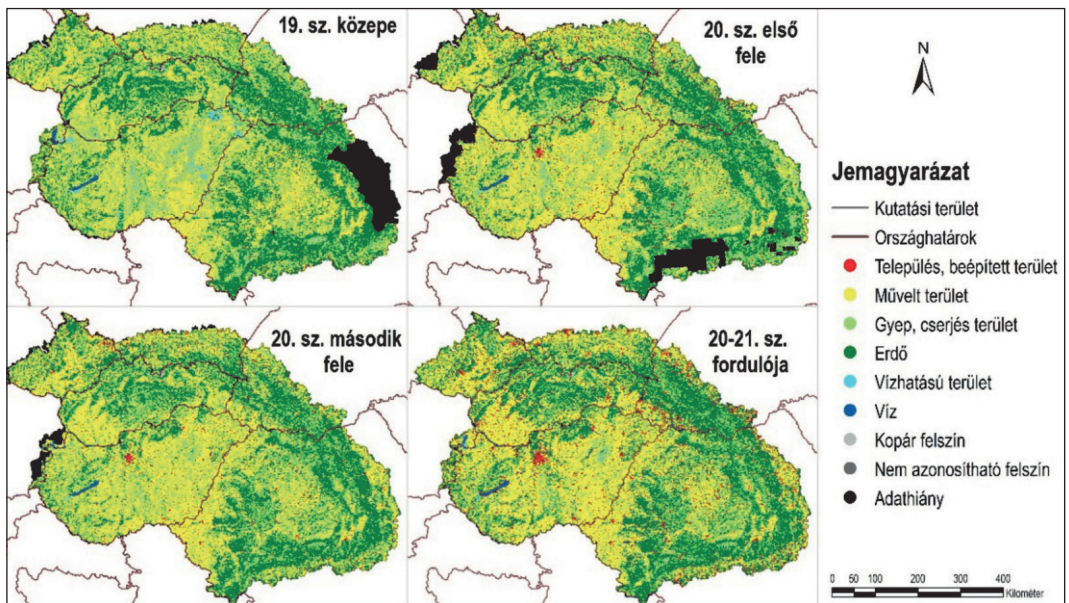 19. sz. közepe
20. sz. első
fele
20. sz. második
fele
20-21. sz.
fordulója
N
Jemagyarázat
Kutatási terület
Országhatárok
Település, beépített terület
Művelt terület
Gyep, cserjés terület
Erdő
Vízhatású terület
Víz
Kopár felszín
Nem azonosítható felszín
Adathiány
0 50 100 200 300 400
Kilométer